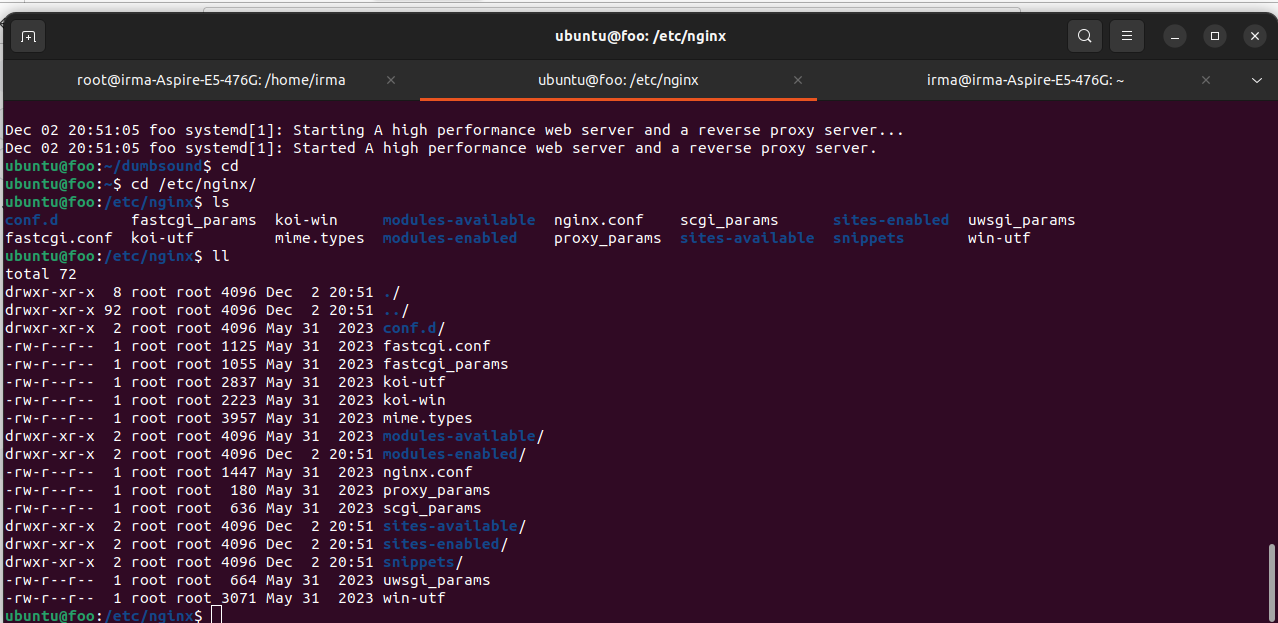 ubuntu@foo: /etc/nginx
root@irma-Aspire-E5-476G: /home/irma
ubuntu@foo: /etc/nginx
irma@irma-Aspire-E5-476G: ~
Dec 02 20:51:05 foo systemd[1]: Starting A high performance web server and a reverse proxy server...
Dec 02 20:51:05 foo systemd[1]: Started A high performance web server and a reverse proxy server.
ubuntu@foo:~/dumbsound$ cd
ubuntu@foo:~$ cd /etc/nginx/
ubuntu@foo:/etc/nginx$ ls
conf.d        fastcgi_params  koi-win     modules-available  nginx.conf    scgi_params      sites-enabled  uwsgi_params
fastcgi.conf  koi-utf         mime.types  modules-enabled    proxy_params  sites-available  snippets       win-utf
ubuntu@foo:/etc/nginx$ ll
total 72
drwxr-xr-x  8 root root 4096 Dec  2 20:51 ./
drwxr-xr-x 92 root root 4096 Dec  2 20:51 ../
drwxr-xr-x  2 root root 4096 May 31  2023 conf.d/
-rw-r--r--  1 root root 1125 May 31  2023 fastcgi.conf
-rw-r--r--  1 root root 1055 May 31  2023 fastcgi_params
-rw-r--r--  1 root root 2837 May 31  2023 koi-utf
-rw-r--r--  1 root root 2223 May 31  2023 koi-win
-rw-r--r--  1 root root 3957 May 31  2023 mime.types
drwxr-xr-x  2 root root 4096 May 31  2023 modules-available/
drwxr-xr-x  2 root root 4096 Dec  2 20:51 modules-enabled/
-rw-r--r--  1 root root 1447 May 31  2023 nginx.conf
-rw-r--r--  1 root root  180 May 31  2023 proxy_params
-rw-r--r--  1 root root  636 May 31  2023 scgi_params
drwxr-xr-x  2 root root 4096 Dec  2 20:51 sites-available/
drwxr-xr-x  2 root root 4096 Dec  2 20:51 sites-enabled/
drwxr-xr-x  2 root root 4096 Dec  2 20:51 snippets/
-rw-r--r--  1 root root  664 May 31  2023 uwsgi_params
-rw-r--r--  1 root root 3071 May 31  2023 win-utf
ubuntu@foo:/etc/nginx$